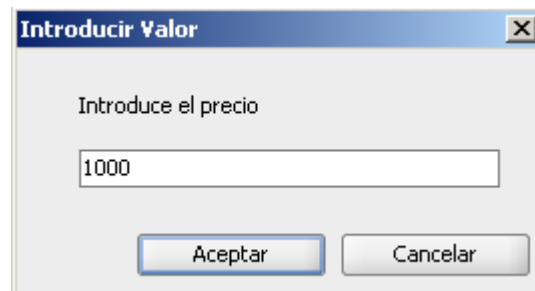 Introducir Valor
Introduce el precio
1000
Aceptar Cancelar